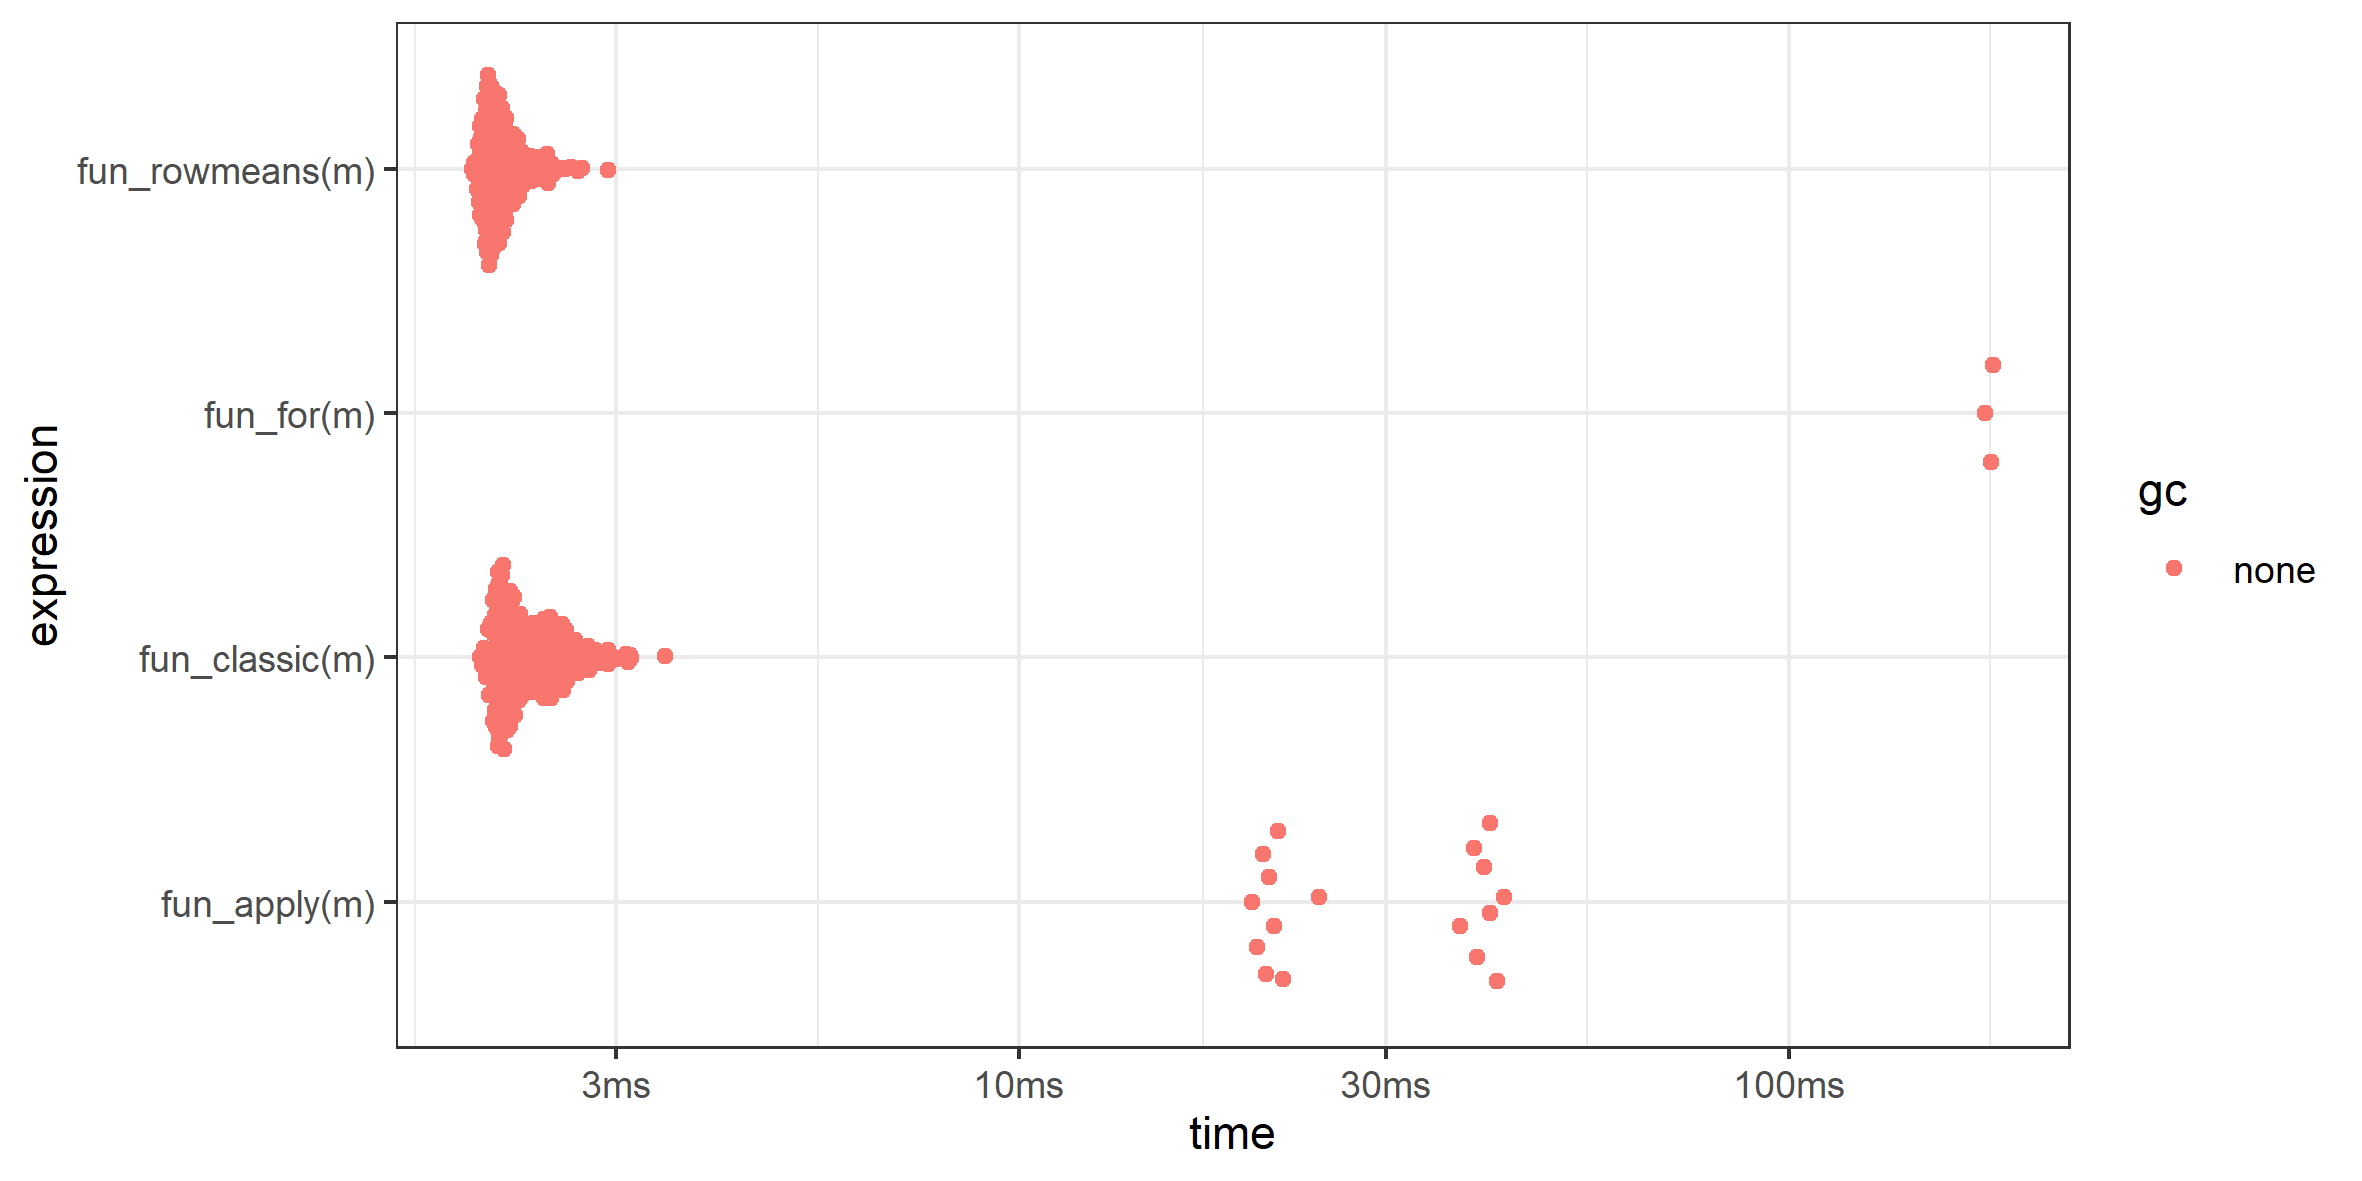 fun_rowmeans(m)
fun_for(m)
fun_classic(m)
fun_apply(m)
expression
3ms
10ms
30ms
100ms
time
gc
none